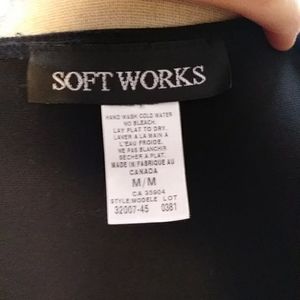 SOFT WORKS
HAND WASH COLD WATER
NO BLEACH.
LAY FLAT TO DRY.
LAVER A LA MAIN A
L'EAU FROIDE.
NE PAS BLANCHIR
SECHER A PLAT.
MADE IN/FABRIQUE AU
CANADA
M/M
CA 35904
STYLE/MODELE LOT
32007-45 0381